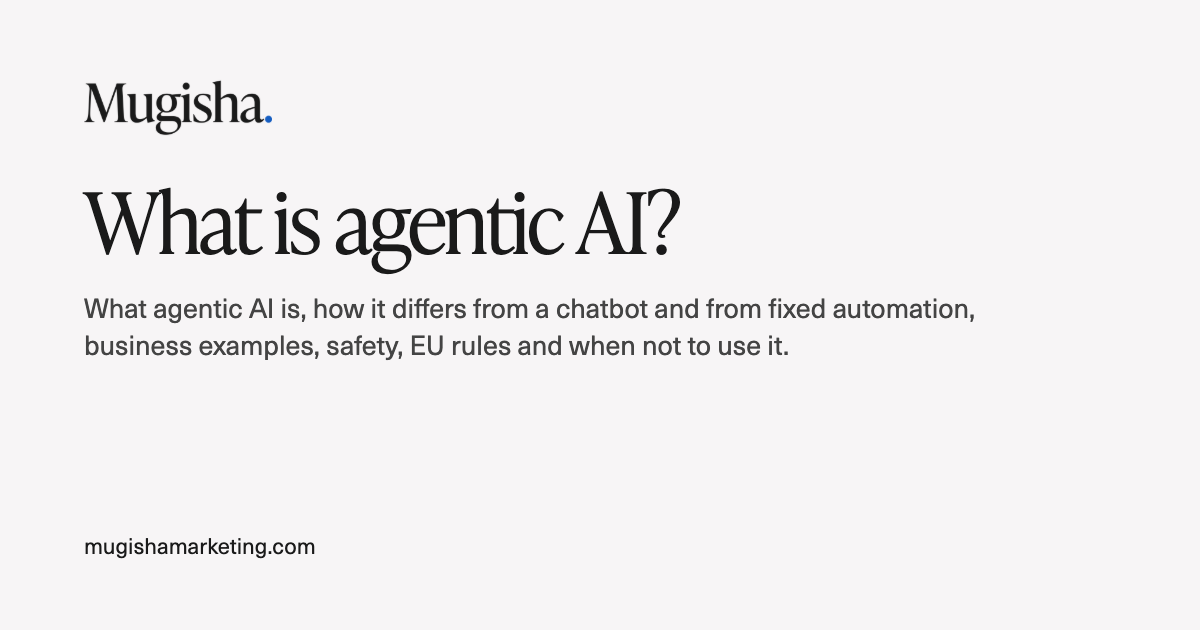 Mugisha.
What is agentic AI?
What agentic AI is, how it differs from a chatbot and from fixed automation,
business examples, safety, EU rules and when not to use it.
mugishamarketing.com